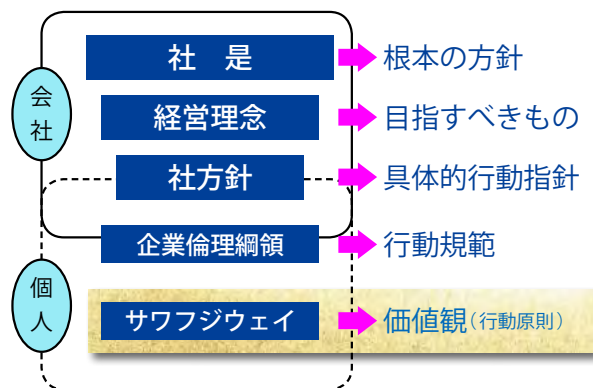 社　是
根本の方針
会社
経営理念
目指すべきもの
社方針
具体的行動指針
企業倫理綱領
行動規範
個人
サワフジウェイ
価値観(行動原則)